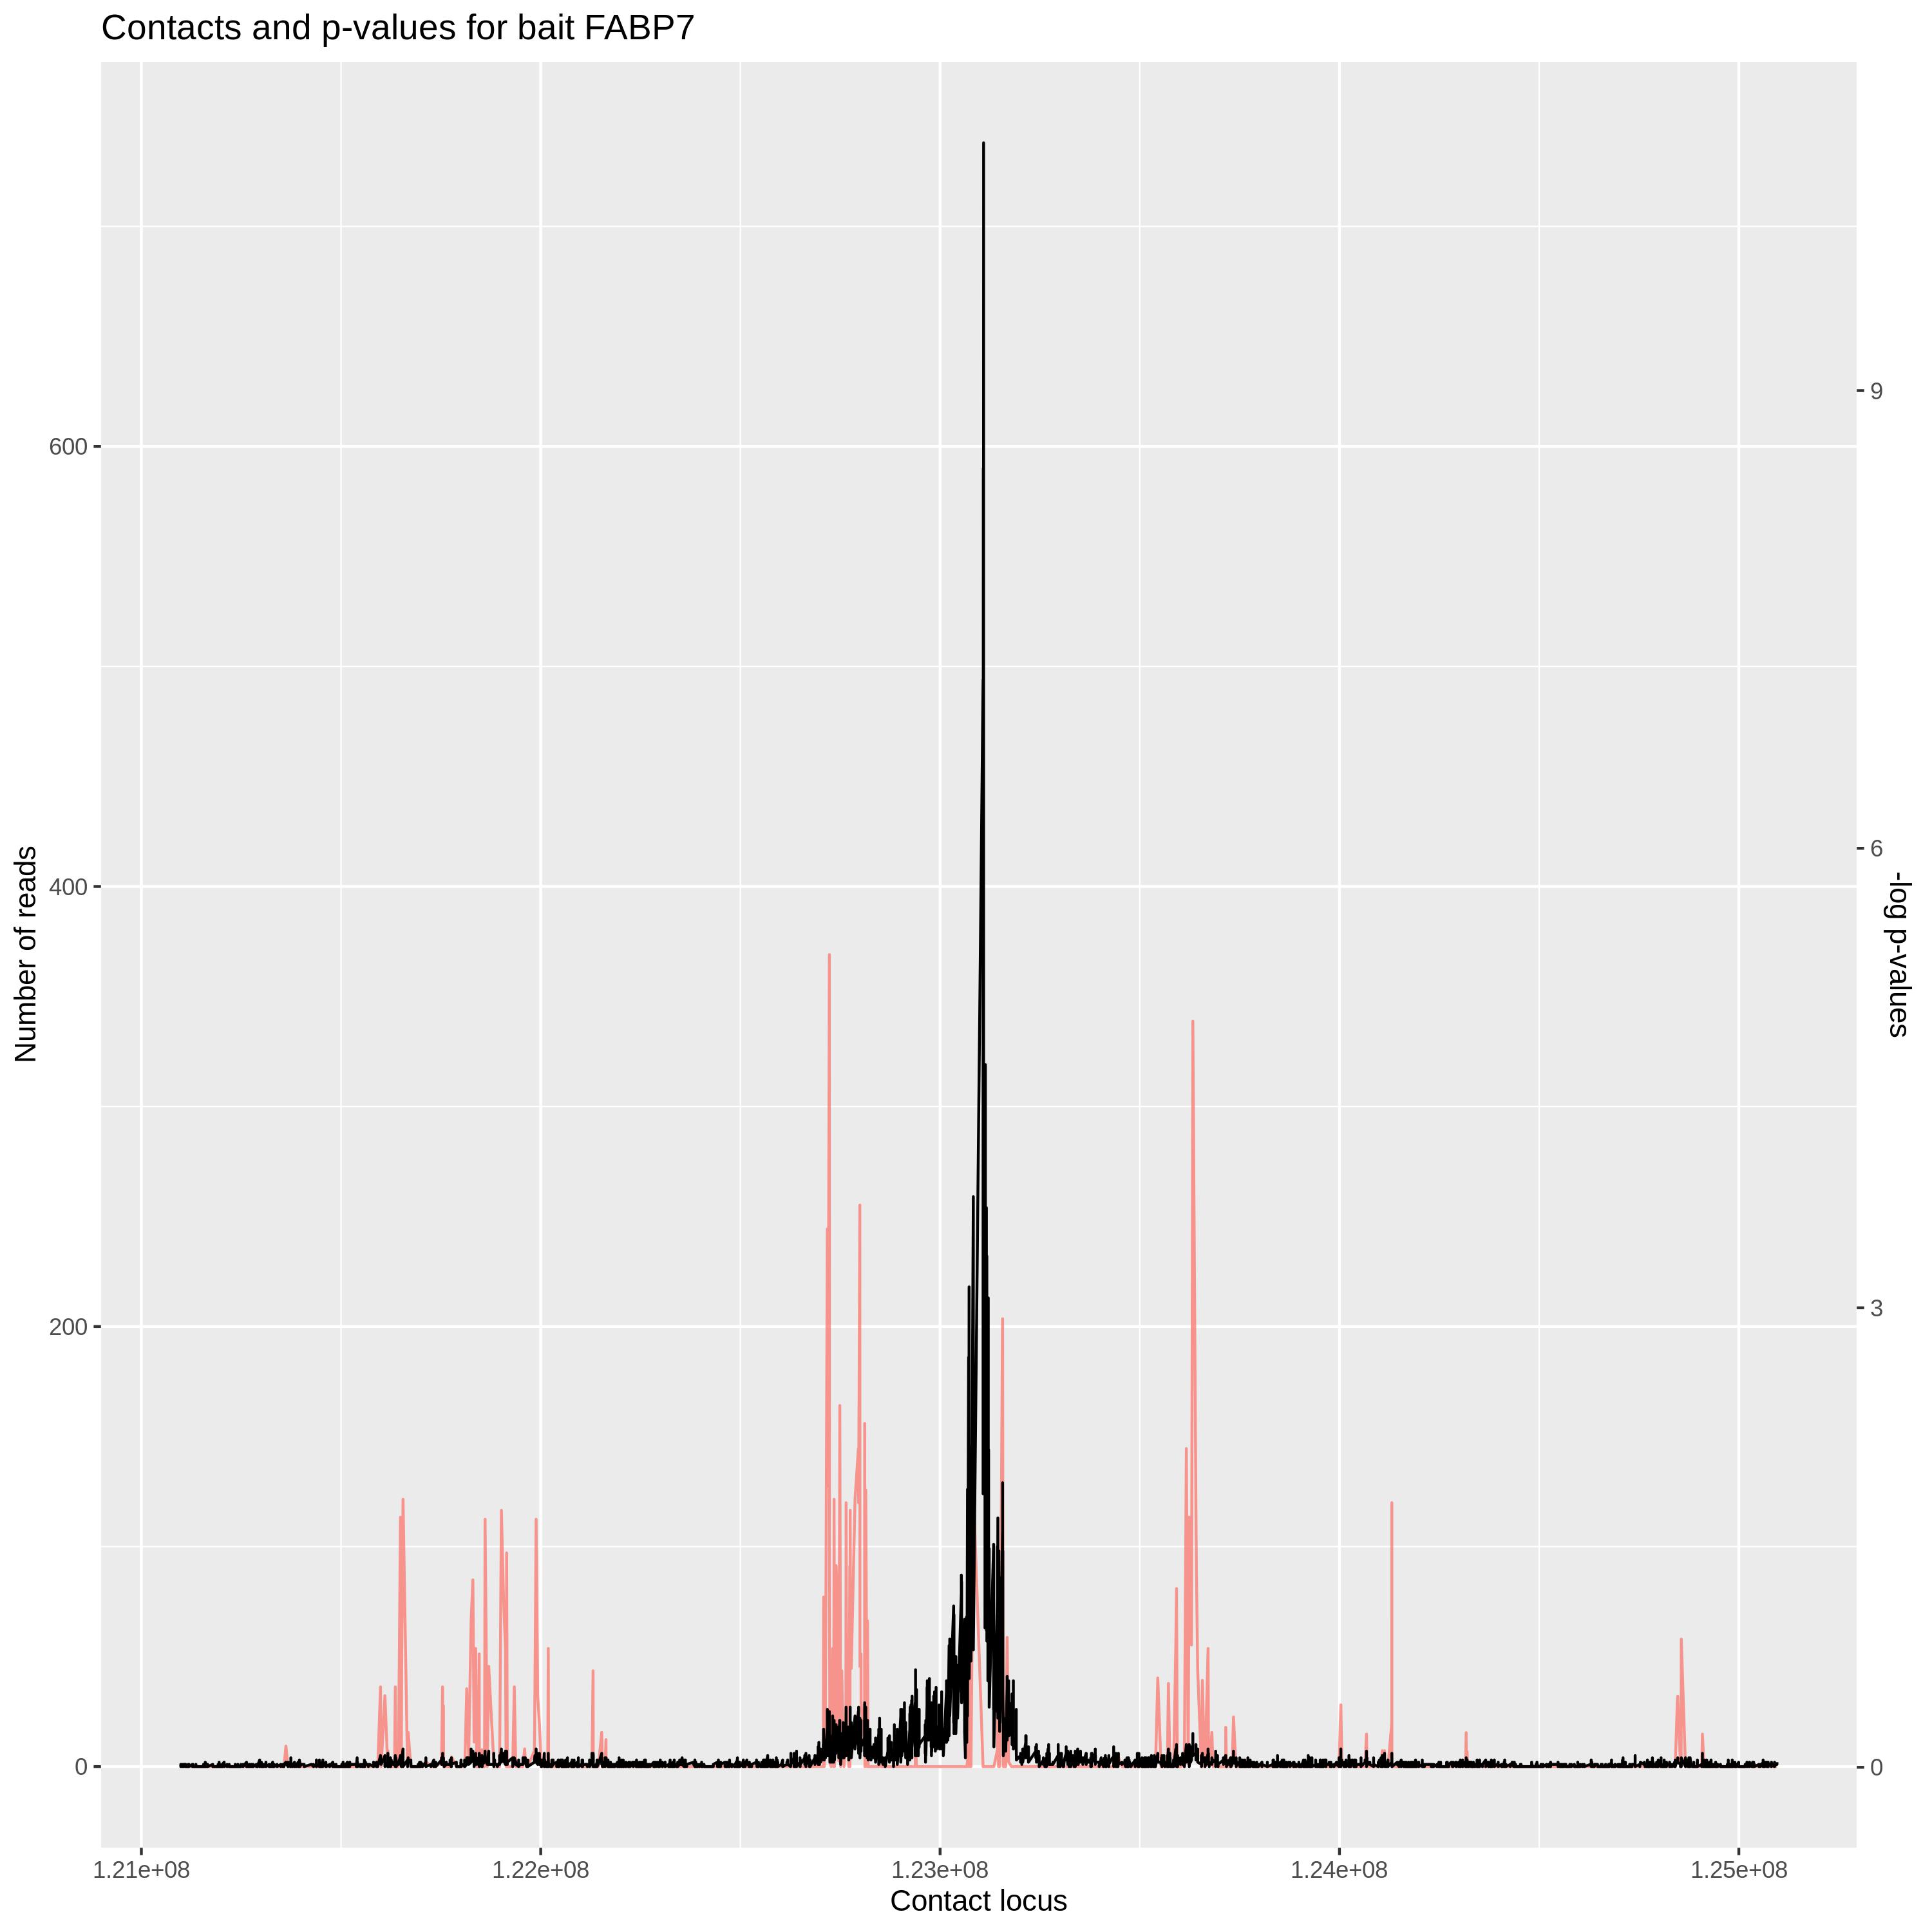 Contacts and p-values for bait FABP7
Number of reads
600
400
200
0
9
6
3
0
-log p-values
1.21e+08
1.22e+08
1.23e+08
1.24e+08
1.25e+08
Contact locus